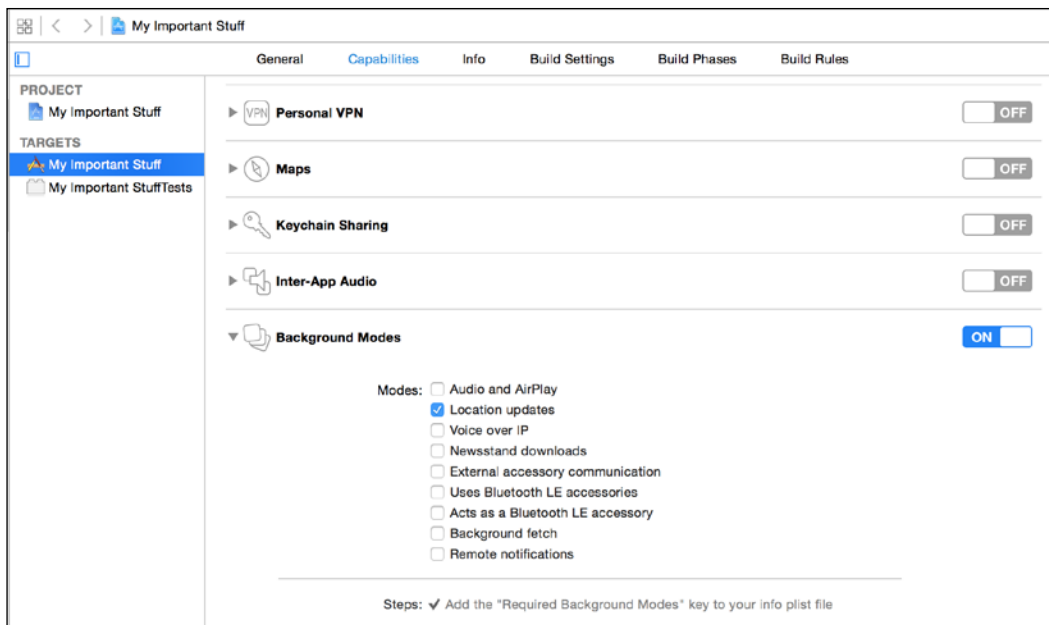 My Important Stuff
General Capabilities Info Build Settings Build Phases Build Rules
PROJECT
My Important Stuff
TARGETS
My Important Stuff
My Important StuffTests
VPN Personal VPN OFF
Maps OFF
Keychain Sharing OFF
Inter-App Audio OFF
Background Modes ON
Modes: Audio and AirPlay
Location updates
Voice over IP
Newsstand downloads
External accessory communication
Uses Bluetooth LE accessories
Acts as a Bluetooth LE accessory
Background fetch
Remote notifications
Steps: ✓ Add the "Required Background Modes" key to your info plist file